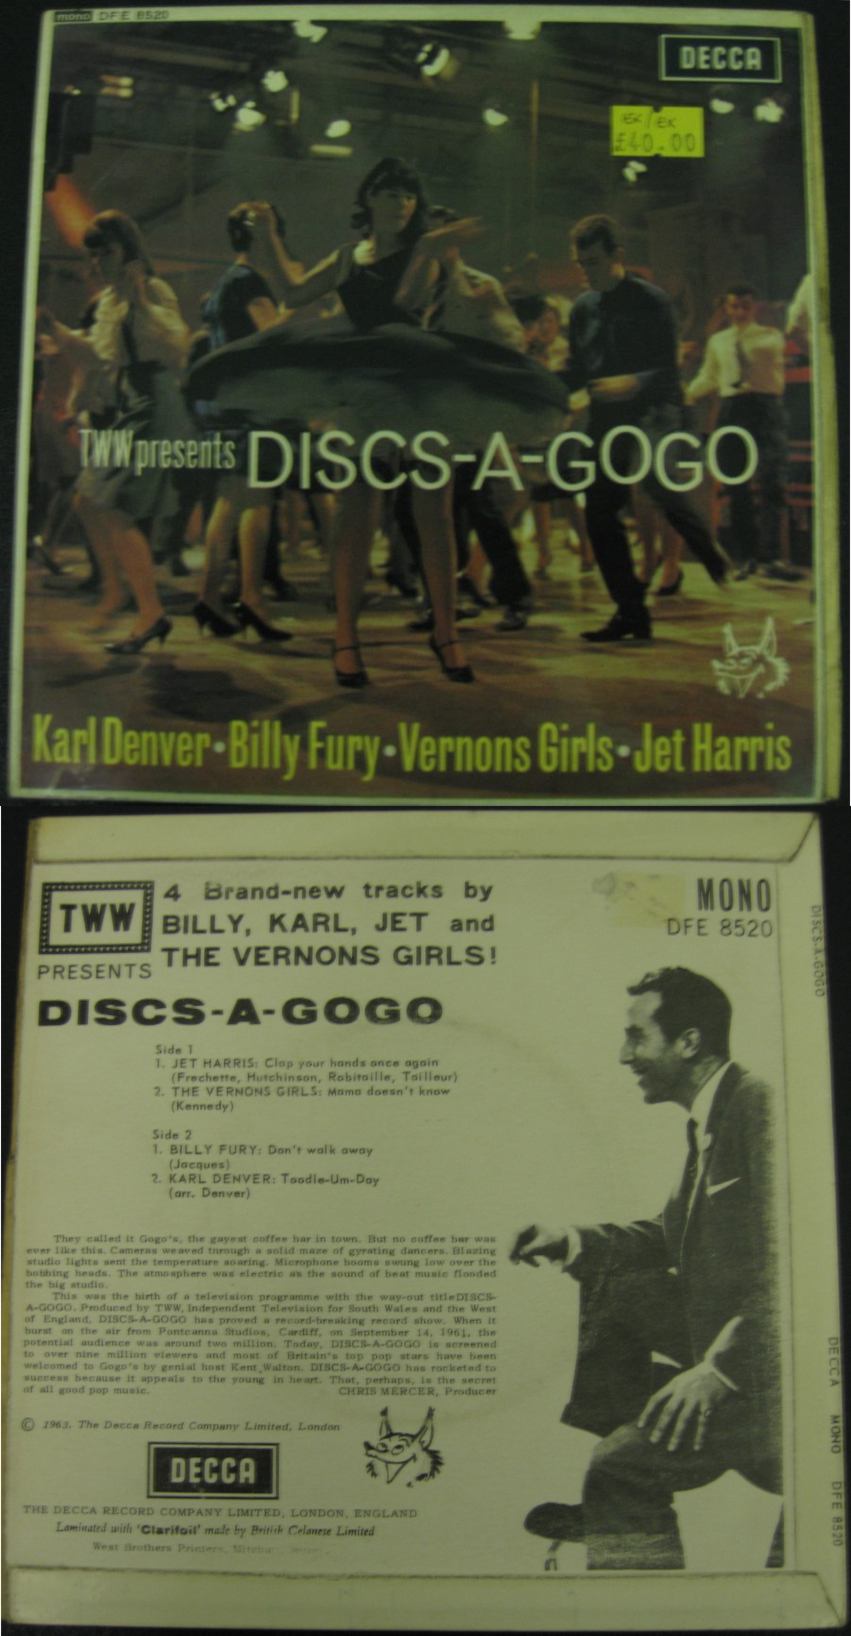 mono DFE 8520
DECCA
EX/EX
£40.00
TWW presents DISCS-A-GOGO
Karl Denver•Billy Fury•Vernons Girls•Jet Harris
TWW
PRESENTS
4 Brand-new tracks by
BILLY, KARL, JET and
THE VERNONS GIRLS!
MONO
DFE 8520
DISCS-A-GOGO
DISCS-A-GOGO
Side 1
1. JET HARRIS: Clap your hands once again
(Frechette, Hutchinson, Robitaille, Tailleur)
2. THE VERNONS GIRLS: Mama doesn't know
(Kennedy)
Side 2
1. BILLY FURY: Don't walk away
(Jacques)
2. KARL DENVER: Toodle-Um-Day
(arr. Denver)
They called it Gogo's, the gayest coffee bar in town. But no coffee bar was
ever like this. Cameras weaved through a solid maze of gyrating dancers. Blazing
studio lights sent the temperature soaring. Microphone booms swung low over the
bobbing heads. The atmosphere was electric as the sound of beat music flooded
the big studio.
This was the birth of a television programme with the way-out title DISCS-
A-GOGO. Produced by TWW, Independent Television for South Wales and the West
of England, DISCS-A-GOGO has proved a record-breaking record show. When it
burst on the air from Pontcanna Studios, Cardiff, on September 14, 1961, the
potential audience was around two million. Today, DISCS-A-GOGO is screened
to over nine million viewers and most of Britain's top pop stars have been
welcomed to Gogo's by genial host Kent Walton. DISCS-A-GOGO has rocketed to
success because it appeals to the young in heart. That, perhaps, is the secret
of all good pop music. CHRIS MERCER, Producer
© 1963. The Decca Record Company Limited, London
DECCA
THE DECCA RECORD COMPANY LIMITED, LONDON, ENGLAND
Laminated with 'Clarifoil' made by British Celanese Limited
West Brothers Printers,
DECCA MONO DFE 8520